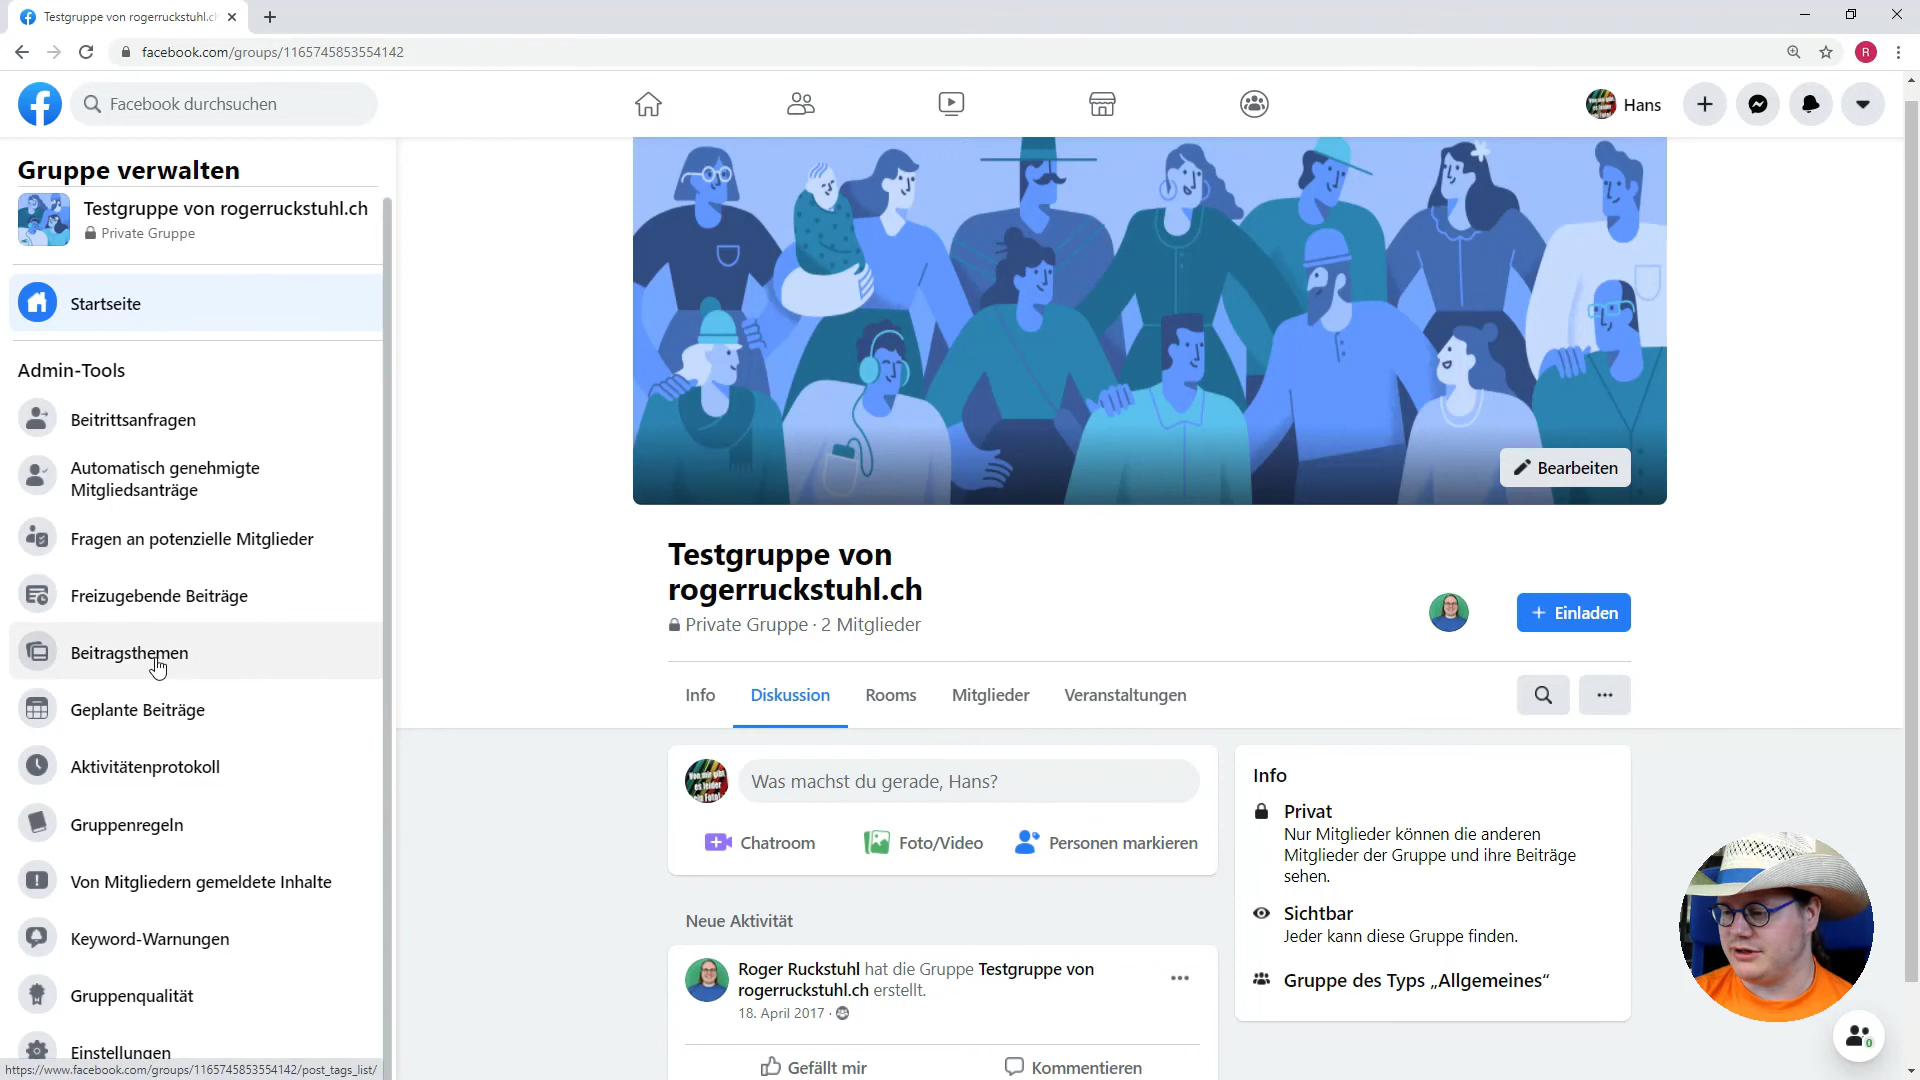 Testgruppe von rogerruckstuhl.ch
facebook.com/groups/1165745853554142
R
Facebook durchsuchen
Hans
Gruppe verwalten
Testgruppe von rogerruckstuhl.ch
Private Gruppe
Startseite
Admin-Tools
Beitrittsanfragen
Automatisch genehmigte
Mitgliedsanträge
Fragen an potenzielle Mitglieder
Freizugebende Beiträge
Beitragsthemen
Geplante Beiträge
Aktivitätenprotokoll
Gruppenregeln
Von Mitgliedern gemeldete Inhalte
Keyword-Warnungen
Gruppenqualität
Einstellungen
https://www.facebook.com/groups/1165745853554142/post_tags_list/
Bearbeiten
Testgruppe von
rogerruckstuhl.ch
Private Gruppe · 2 Mitglieder
+ Einladen
Info
Diskussion
Rooms
Mitglieder
Veranstaltungen
Was machst du gerade, Hans?
Chatroom
Foto/Video
Personen markieren
Neue Aktivität
Roger Ruckstuhl hat die Gruppe Testgruppe von
rogerruckstuhl.ch erstellt.
18. April 2017 ·
Gefällt mir
Kommentieren
Info
Privat
Nur Mitglieder können die anderen
Mitglieder der Gruppe und ihre Beiträge
sehen.
Sichtbar
Jeder kann diese Gruppe finden.
Gruppe des Typs „Allgemeines“
0